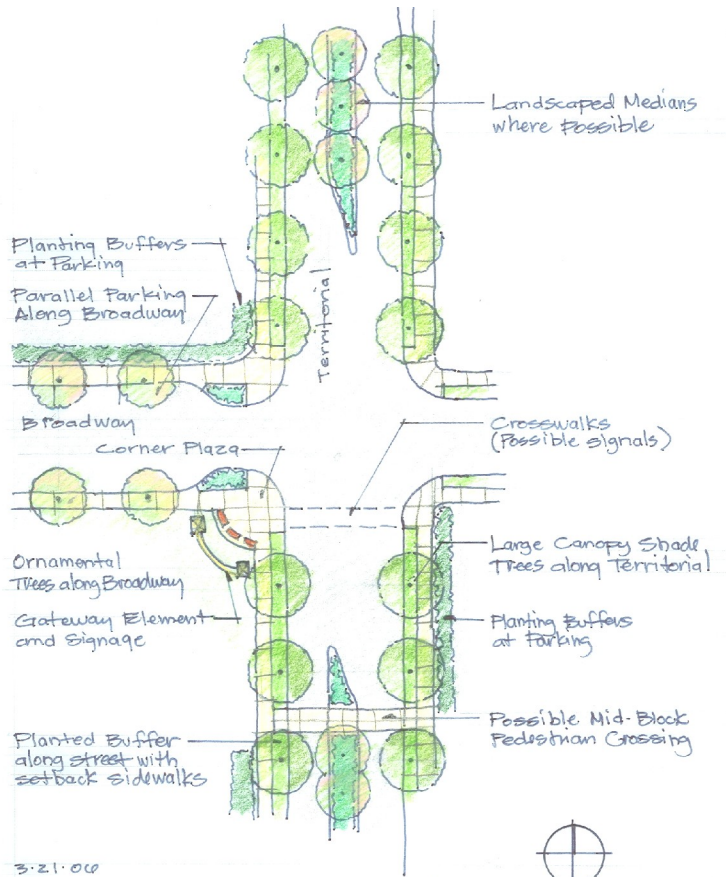 Landscaped Medians
where possible
Planting Buffers
at Parking
Parallel Parking
Along Broadway
Territorial
Broadway
Corner Plaza
Crosswalks
(Possible signals)
Ornamental
Trees along Broadway
Gateway Element
and Signage
Large Canopy Shade
Trees along Territorial
Planting Buffers
at Parking
Possible Mid-Block
Pedestrian Crossing
Planted Buffer
along street with
setback sidewalks
3·21·06